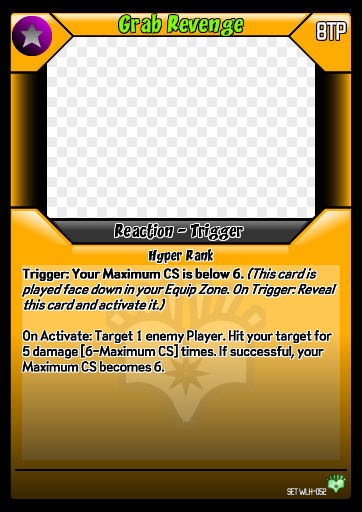 Grab Revenge
8TP
Reaction - Trigger
Hyper Rank
Trigger: Your Maximum CS is below 6. (This card is
played face down in your Equip Zone. On Trigger: Reveal
this card and activate it.)
On Activate: Target 1 enemy Player. Hit your target for
5 damage [6-Maximum CS] times. If successful, your
Maximum CS becomes 6.
SET WLH-052